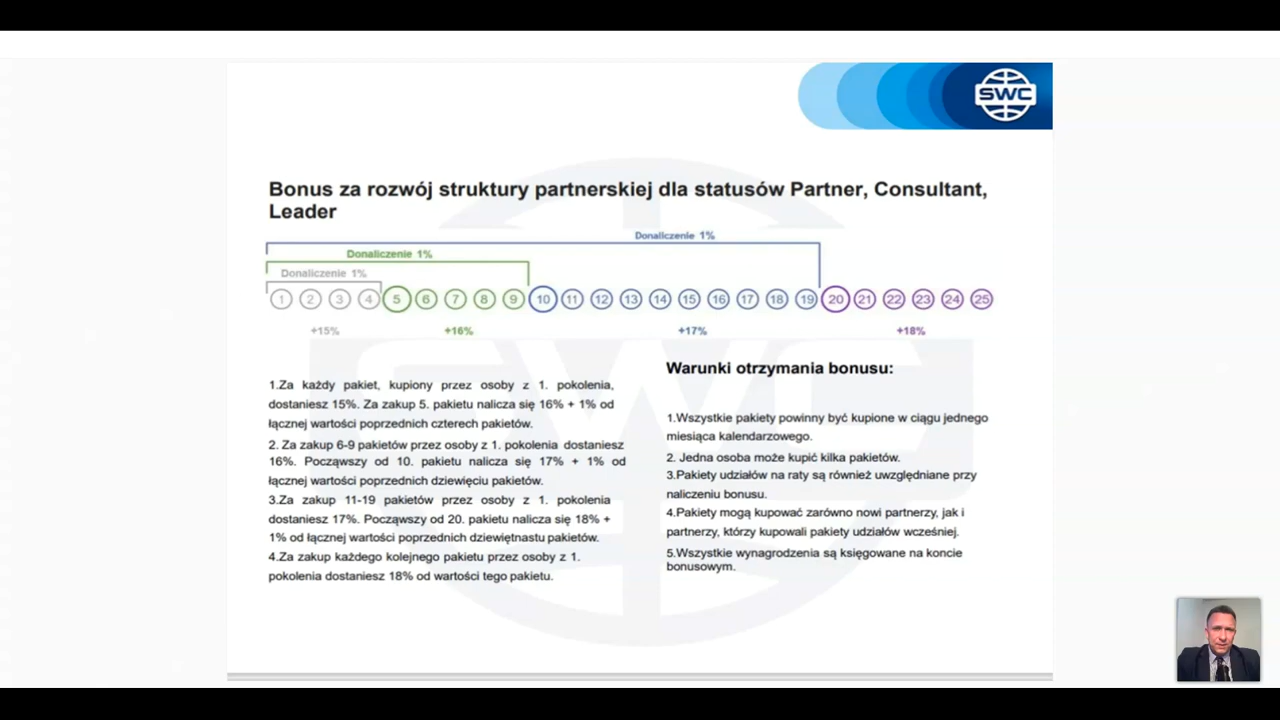 SWC
Bonus za rozwój struktury partnerskiej dla statusów Partner, Consultant,
Leader
Donaliczenie 1%
Donaliczenie 1%
Donaliczenie 1%
1 2 3 4 5 6 7 8 9 10 11 12 13 14 15 16 17 18 19 20 21 22 23 24 25
+15% +16% +17% +18%
1.Za każdy pakiet, kupiony przez osoby z 1. pokolenia,
dostaniesz 15%. Za zakup 5. pakietu nalicza się 16% + 1% od
łącznej wartości poprzednich czterech pakietów.
2. Za zakup 6-9 pakietów przez osoby z 1. pokolenia dostaniesz
16%. Począwszy od 10. pakietu nalicza się 17% + 1% od
łącznej wartości poprzednich dziewięciu pakietów.
3.Za zakup 11-19 pakietów przez osoby z 1. pokolenia
dostaniesz 17%. Począwszy od 20. pakietu nalicza się 18% +
1% od łącznej wartości poprzednich dziewiętnastu pakietów.
4.Za zakup każdego kolejnego pakietu przez osoby z 1.
pokolenia dostaniesz 18% od wartości tego pakietu.
Warunki otrzymania bonusu:
1.Wszystkie pakiety powinny być kupione w ciągu jednego
miesiąca kalendarzowego.
2. Jedna osoba może kupić kilka pakietów.
3.Pakiety udziałów na raty są również uwzględniane przy
naliczeniu bonusu.
4.Pakiety mogą kupować zarówno nowi partnerzy, jak i
partnerzy, którzy kupowali pakiety udziałów wcześniej.
5.Wszystkie wynagrodzenia są księgowane na koncie
bonusowym.
SWC